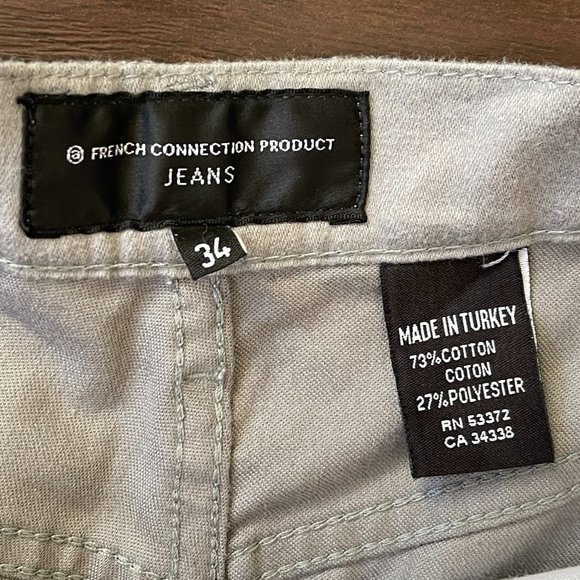 ⓐ FRENCH CONNECTION PRODUCT
JEANS
34
MADE IN TURKEY
73%COTTON
COTON
27%POLYESTER
RN 53372
CA 34338